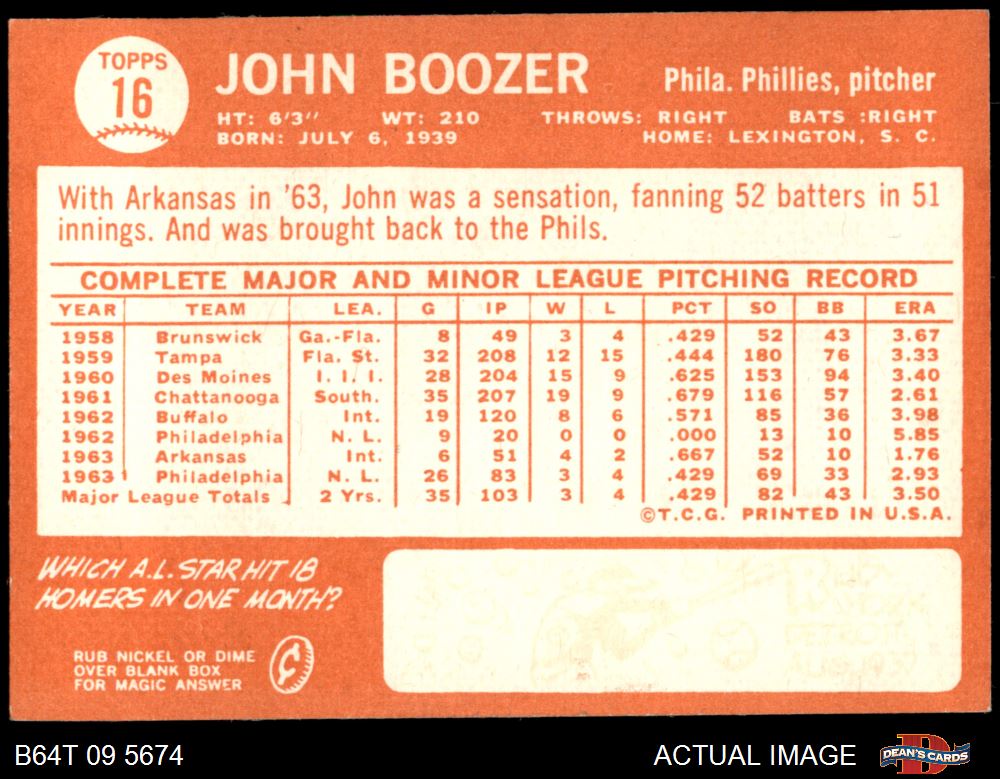 TOPPS
16
JOHN BOOZER
Phila. Phillies, pitcher
HT: 6'3" WT: 210 THROWS: RIGHT BATS :RIGHT
BORN: JULY 6, 1939 HOME: LEXINGTON, S. C.
With Arkansas in '63, John was a sensation, fanning 52 batters in 51
innings. And was brought back to the Phils.
COMPLETE MAJOR AND MINOR LEAGUE PITCHING RECORD
YEAR TEAM LEA. G IP W L PCT SO BB ERA
1958 Brunswick Ga.-Fla. 8 49 3 4 .429 52 43 3.67
1959 Tampa Fla. St. 32 208 12 15 .444 180 76 3.33
1960 Des Moines I. I. I. 28 204 15 9 .625 153 94 3.40
1961 Chattanooga South. 35 207 19 9 .679 116 57 2.61
1962 Buffalo Int. 19 120 8 6 .571 85 36 3.98
1962 Philadelphia N. L. 9 20 0 0 .000 13 10 5.85
1963 Arkansas Int. 6 51 4 2 .667 52 10 1.76
1963 Philadelphia N. L. 26 83 3 4 .429 69 33 2.93
Major League Totals 2 Yrs. 35 103 3 4 .429 82 43 3.50
©T.C.G. PRINTED IN U.S.A.
WHICH A.L. STAR HIT 18
HOMERS IN ONE MONTH?
RUB NICKEL OR DIME
OVER BLANK BOX
FOR MAGIC ANSWER
B64T 09 5674
ACTUAL IMAGE
DEAN'S CARDS